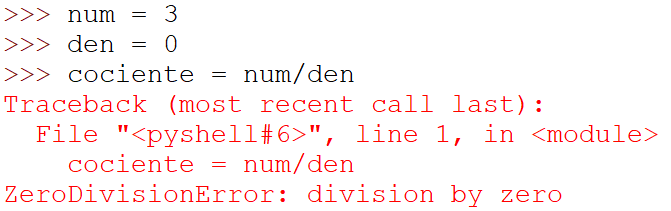 >>> num = 3
>>> den = 0
>>> cociente = num/den
Traceback (most recent call last):
  File "<pyshell#6>", line 1, in <module>
    cociente = num/den
ZeroDivisionError: division by zero